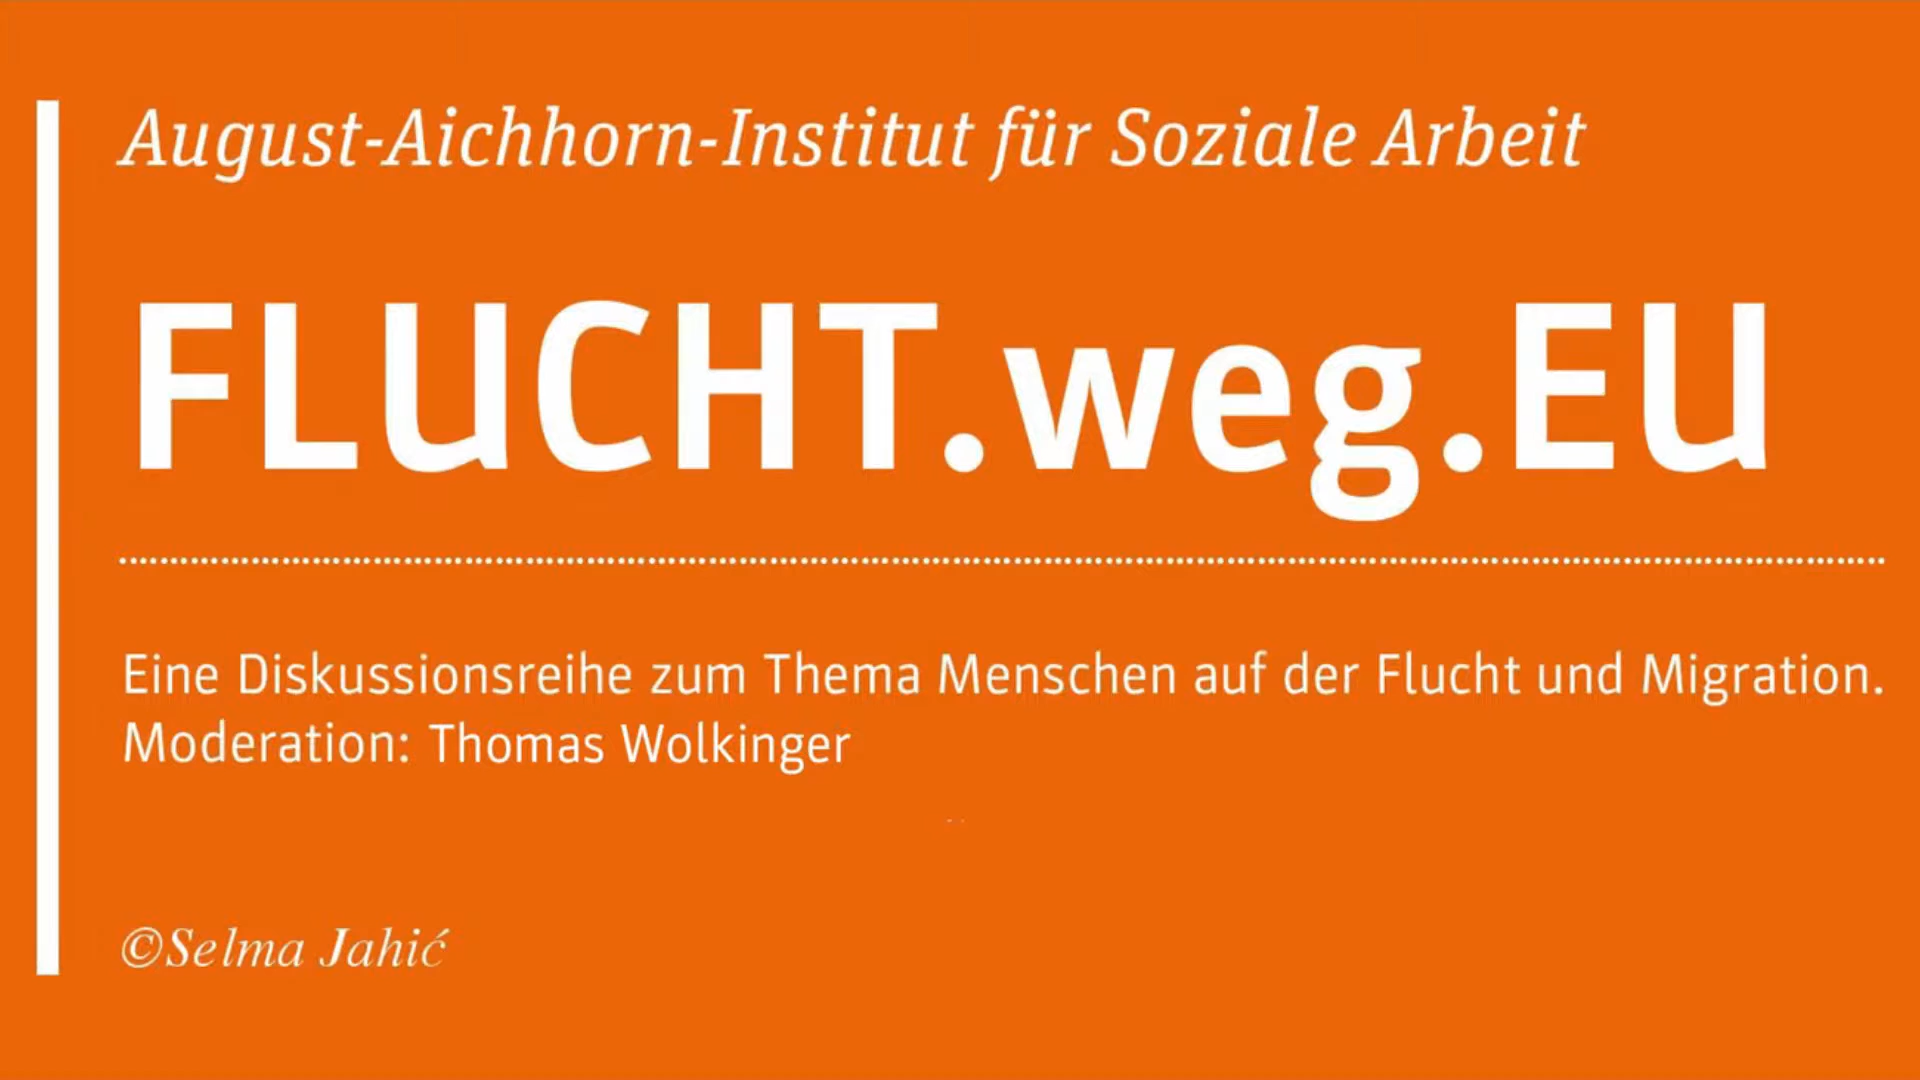 August-Aichhorn-Institut für Soziale Arbeit
FLUCHT.weg.EU
Eine Diskussionsreihe zum Thema Menschen auf der Flucht und Migration.
Moderation: Thomas Wolkinger
©Selma Jahić